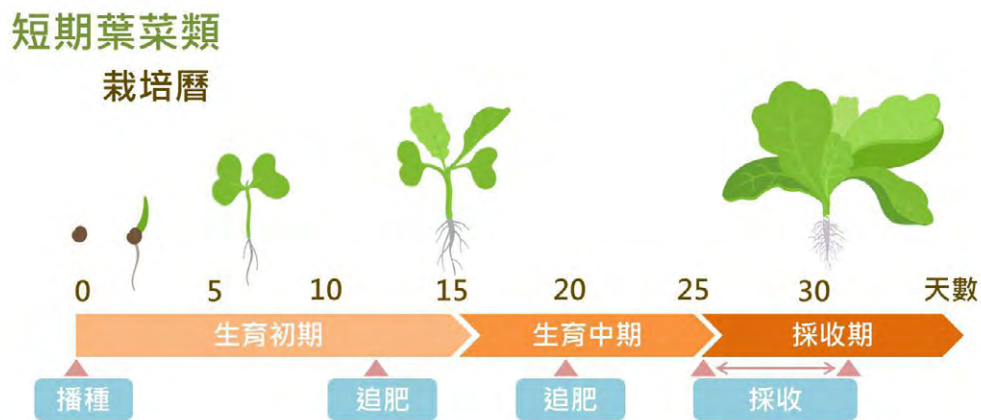 短期葉菜類
栽培曆
0 5 10 15 20 25 30 天數
生育初期 生育中期 採收期
播種 追肥 追肥 採收